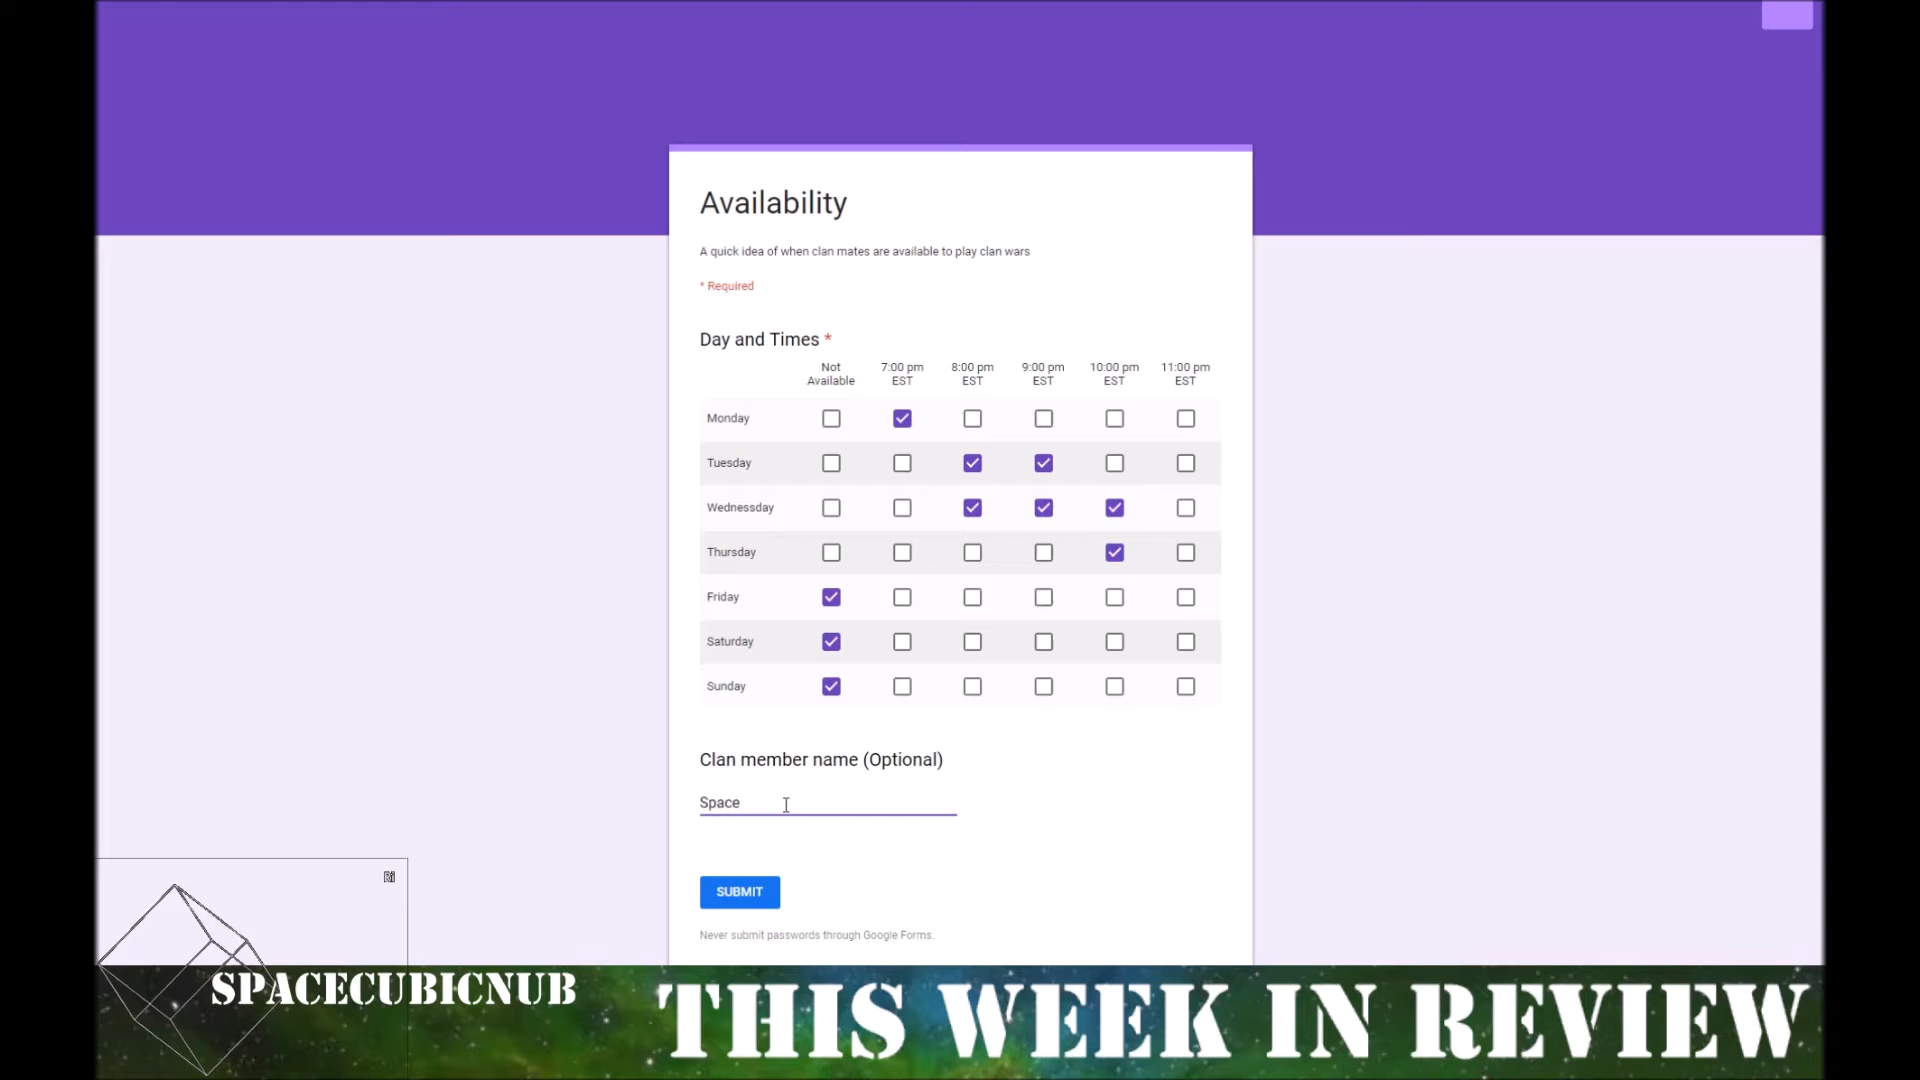 Availability
A quick idea of when clan mates are available to play clan wars
* Required
Day and Times *
Not Available 7:00 pm EST 8:00 pm EST 9:00 pm EST 10:00 pm EST 11:00 pm EST
Monday
Tuesday
Wednessday
Thursday
Friday
Saturday
Sunday
Clan member name (Optional)
Space
SUBMIT
Never submit passwords through Google Forms.
SPACECUBICNUB
THIS WEEK IN REVIEW